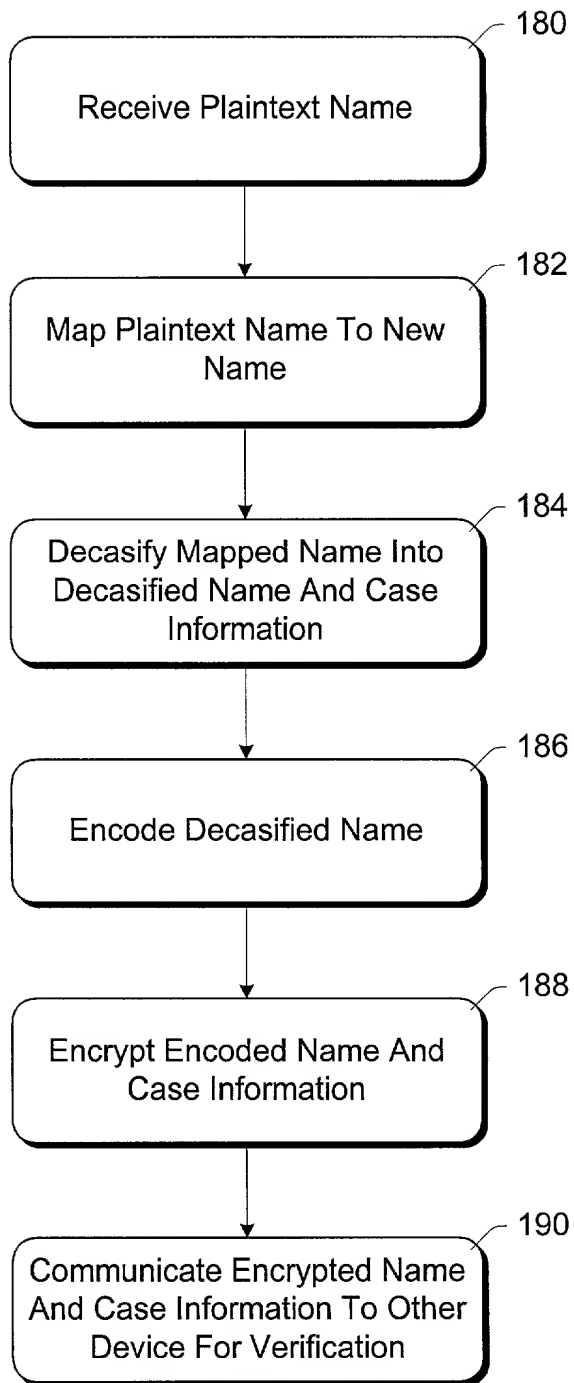 180
Receive Plaintext Name
182
Map Plaintext Name To New
Name
184
Decasify Mapped Name Into
Decasified Name And Case
Information
186
Encode Decasified Name
188
Encrypt Encoded Name And
Case Information
190
Communicate Encrypted Name
And Case Information To Other
Device For Verification